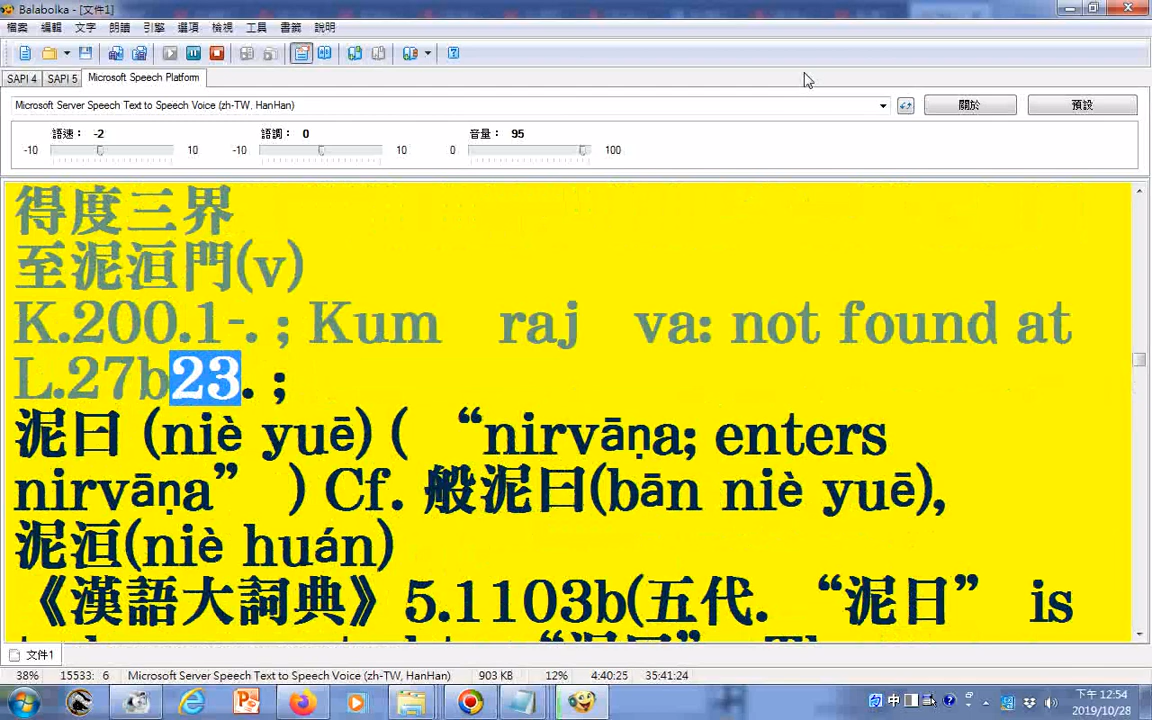 Balabolka - [文件1]
檔案 編輯 文字 朗讀 引擎 選項 檢視 工具 書籤 說明
SAPI 4 SAPI 5 Microsoft Speech Platform
Microsoft Server Speech Text to Speech Voice (zh-TW, HanHan) 關於 預設
語速： -2 語調： 0 音量： 95
-10 10 -10 10 0 100
得度三界
至泥洹門(v)
K.200.1-. ; Kum raj va: not found at
L.27b23. ;
泥曰 (niè yuē) ( “nirvāṇa; enters
nirvāṇa” ) Cf. 般泥曰(bān niè yuē),
泥洹(niè huán)
《漢語大詞典》 5.1103b(五代. “泥日” is
文件1
38% 15533: 6 Microsoft Server Speech Text to Speech Voice (zh-TW, HanHan) 903 KB 12% 4:40:25 35:41:24
中 下午 12:54
2019/10/28